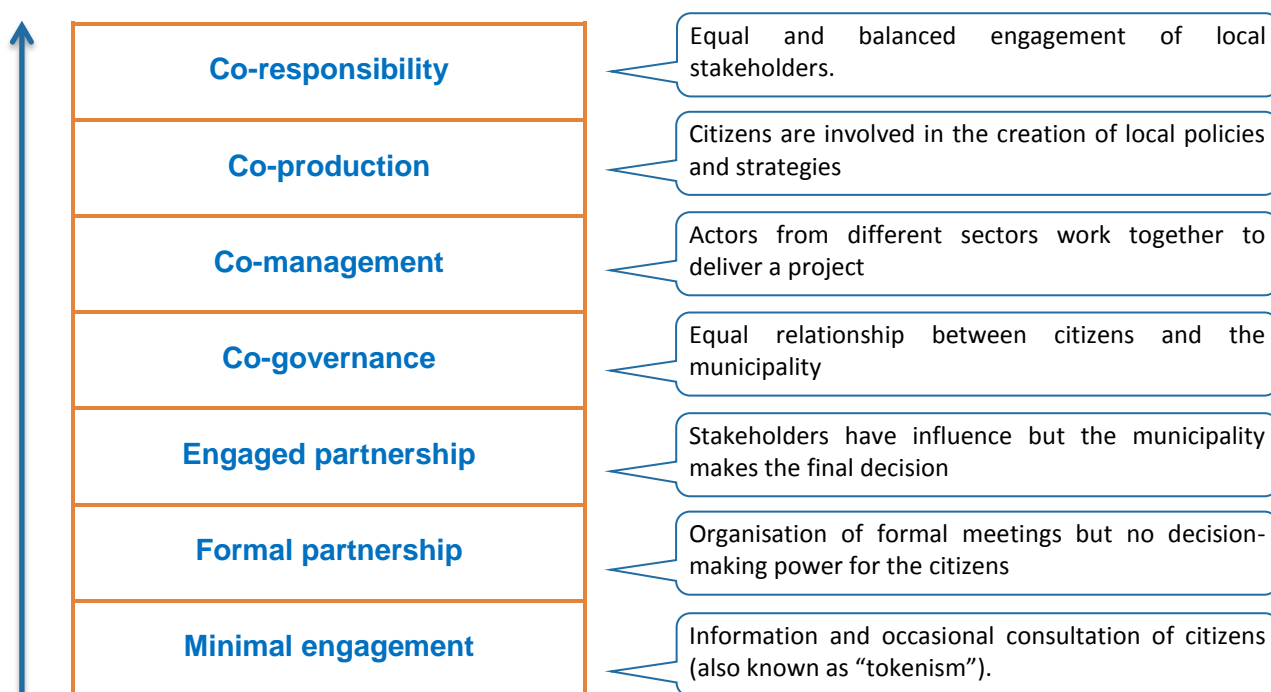 Co-responsibility
Equal and balanced engagement of local
stakeholders.
Co-production
Citizens are involved in the creation of local policies
and strategies
Co-management
Actors from different sectors work together to
deliver a project
Co-governance
Equal relationship between citizens and the
municipality
Engaged partnership
Stakeholders have influence but the municipality
makes the final decision
Formal partnership
Organisation of formal meetings but no decision-
making power for the citizens
Minimal engagement
Information and occasional consultation of citizens
(also known as “tokenism”).